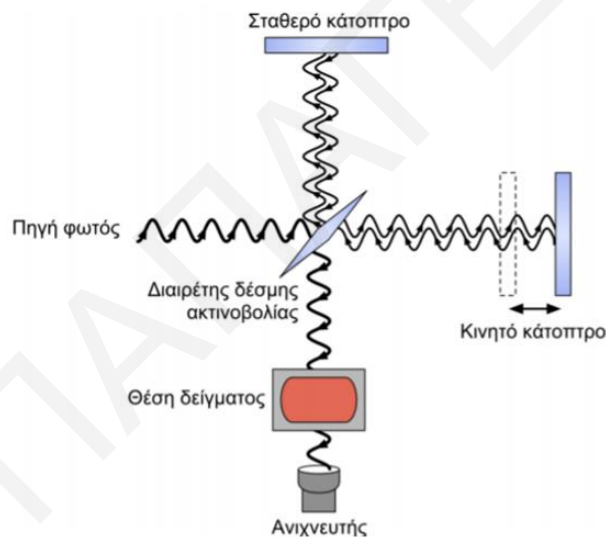 Σταθερό κάτοπτρο
Πηγή φωτός
Διαιρέτης δέσμης
ακτινοβολίας
Κινητό κάτοπτρο
Θέση δείγματος
Ανιχνευτής